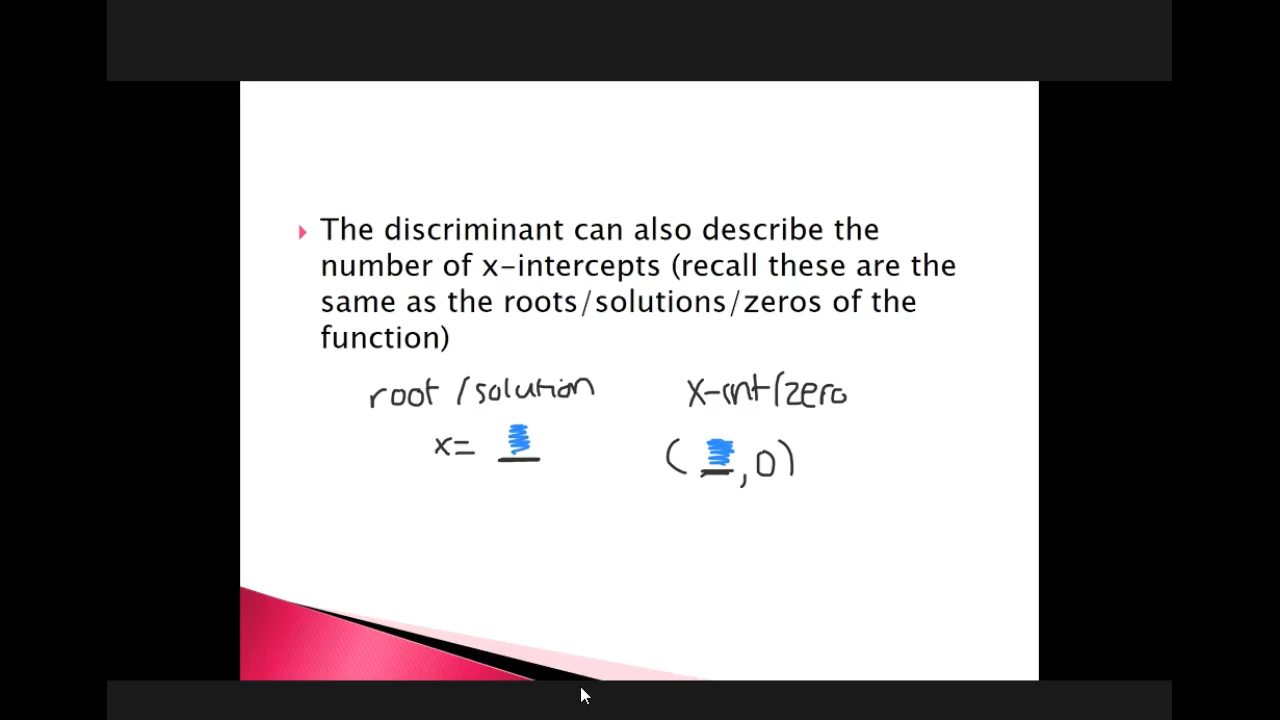 The discriminant can also describe the
number of x-intercepts (recall these are the
same as the roots/solutions/zeros of the
function)
root /solution x-int/zero
x= _ ( _ ,0)